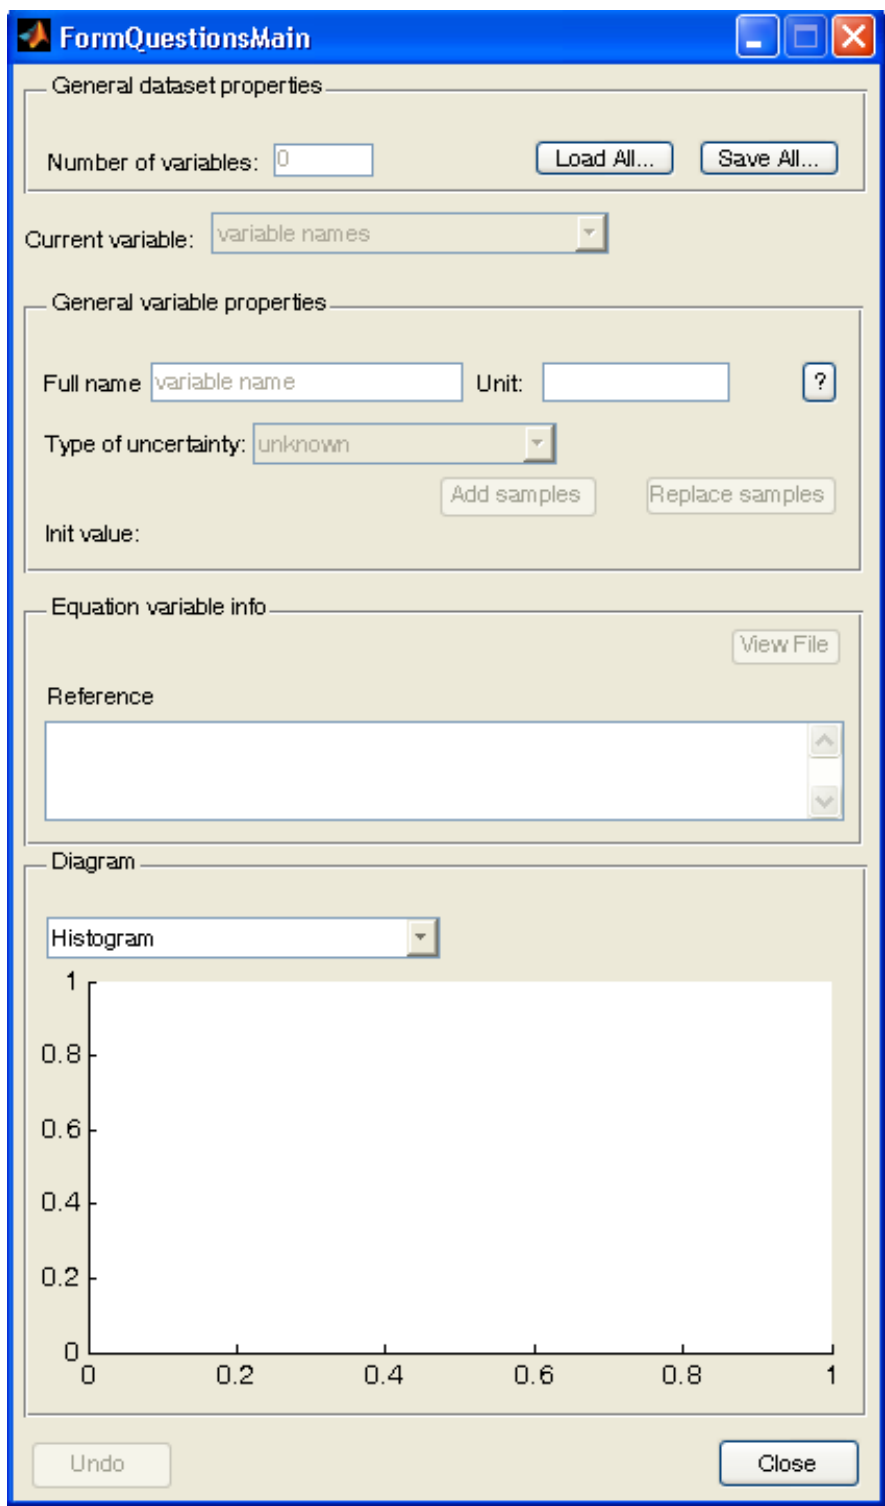 FormQuestionsMain
General dataset properties
Number of variables: 0 Load All... Save All...
Current variable: variable names
General variable properties
Full name variable name Unit: ?
Type of uncertainty: unknown
Add samples Replace samples
Init value:
Equation variable info
View File
Reference
Diagram
Histogram
1
0.8
0.6
0.4
0.2
0
0 0.2 0.4 0.6 0.8 1
Undo Close